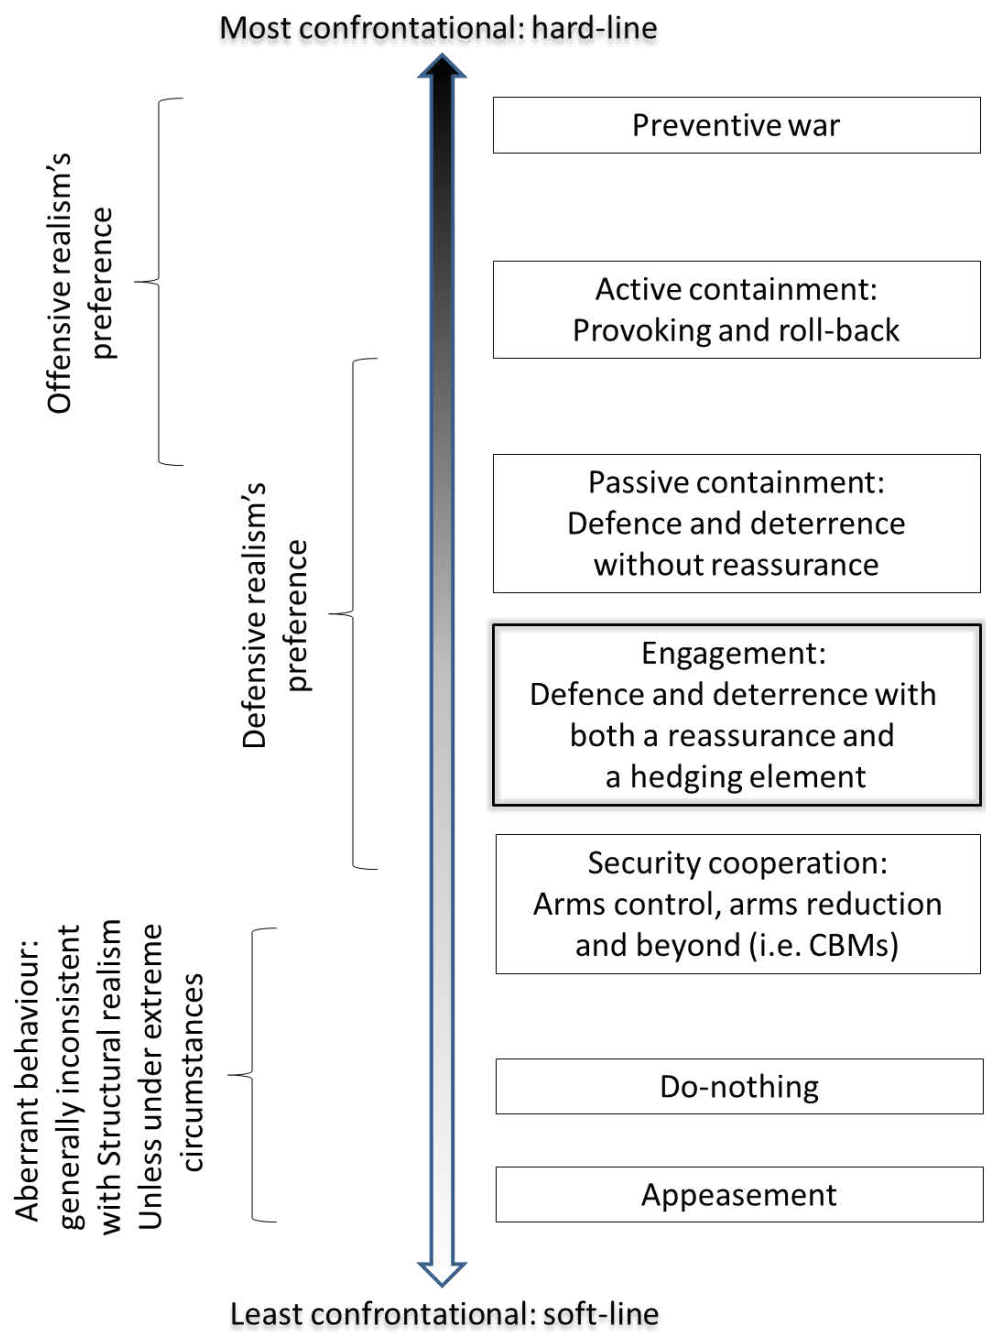 Most confrontational: hard-line
Offensive realism's
preference
Preventive war
Active containment:
Provoking and roll-back
Defensive realism's
preference
Passive containment:
Defence and deterrence
without reassurance
Engagement:
Defence and deterrence with
both a reassurance and
a hedging element
Security cooperation:
Arms control, arms reduction
and beyond (i.e. CBMs)
Aberrant behaviour:
generally inconsistent
with Structural realism
Unless under extreme
circumstances
Do-nothing
Appeasement
Least confrontational: soft-line